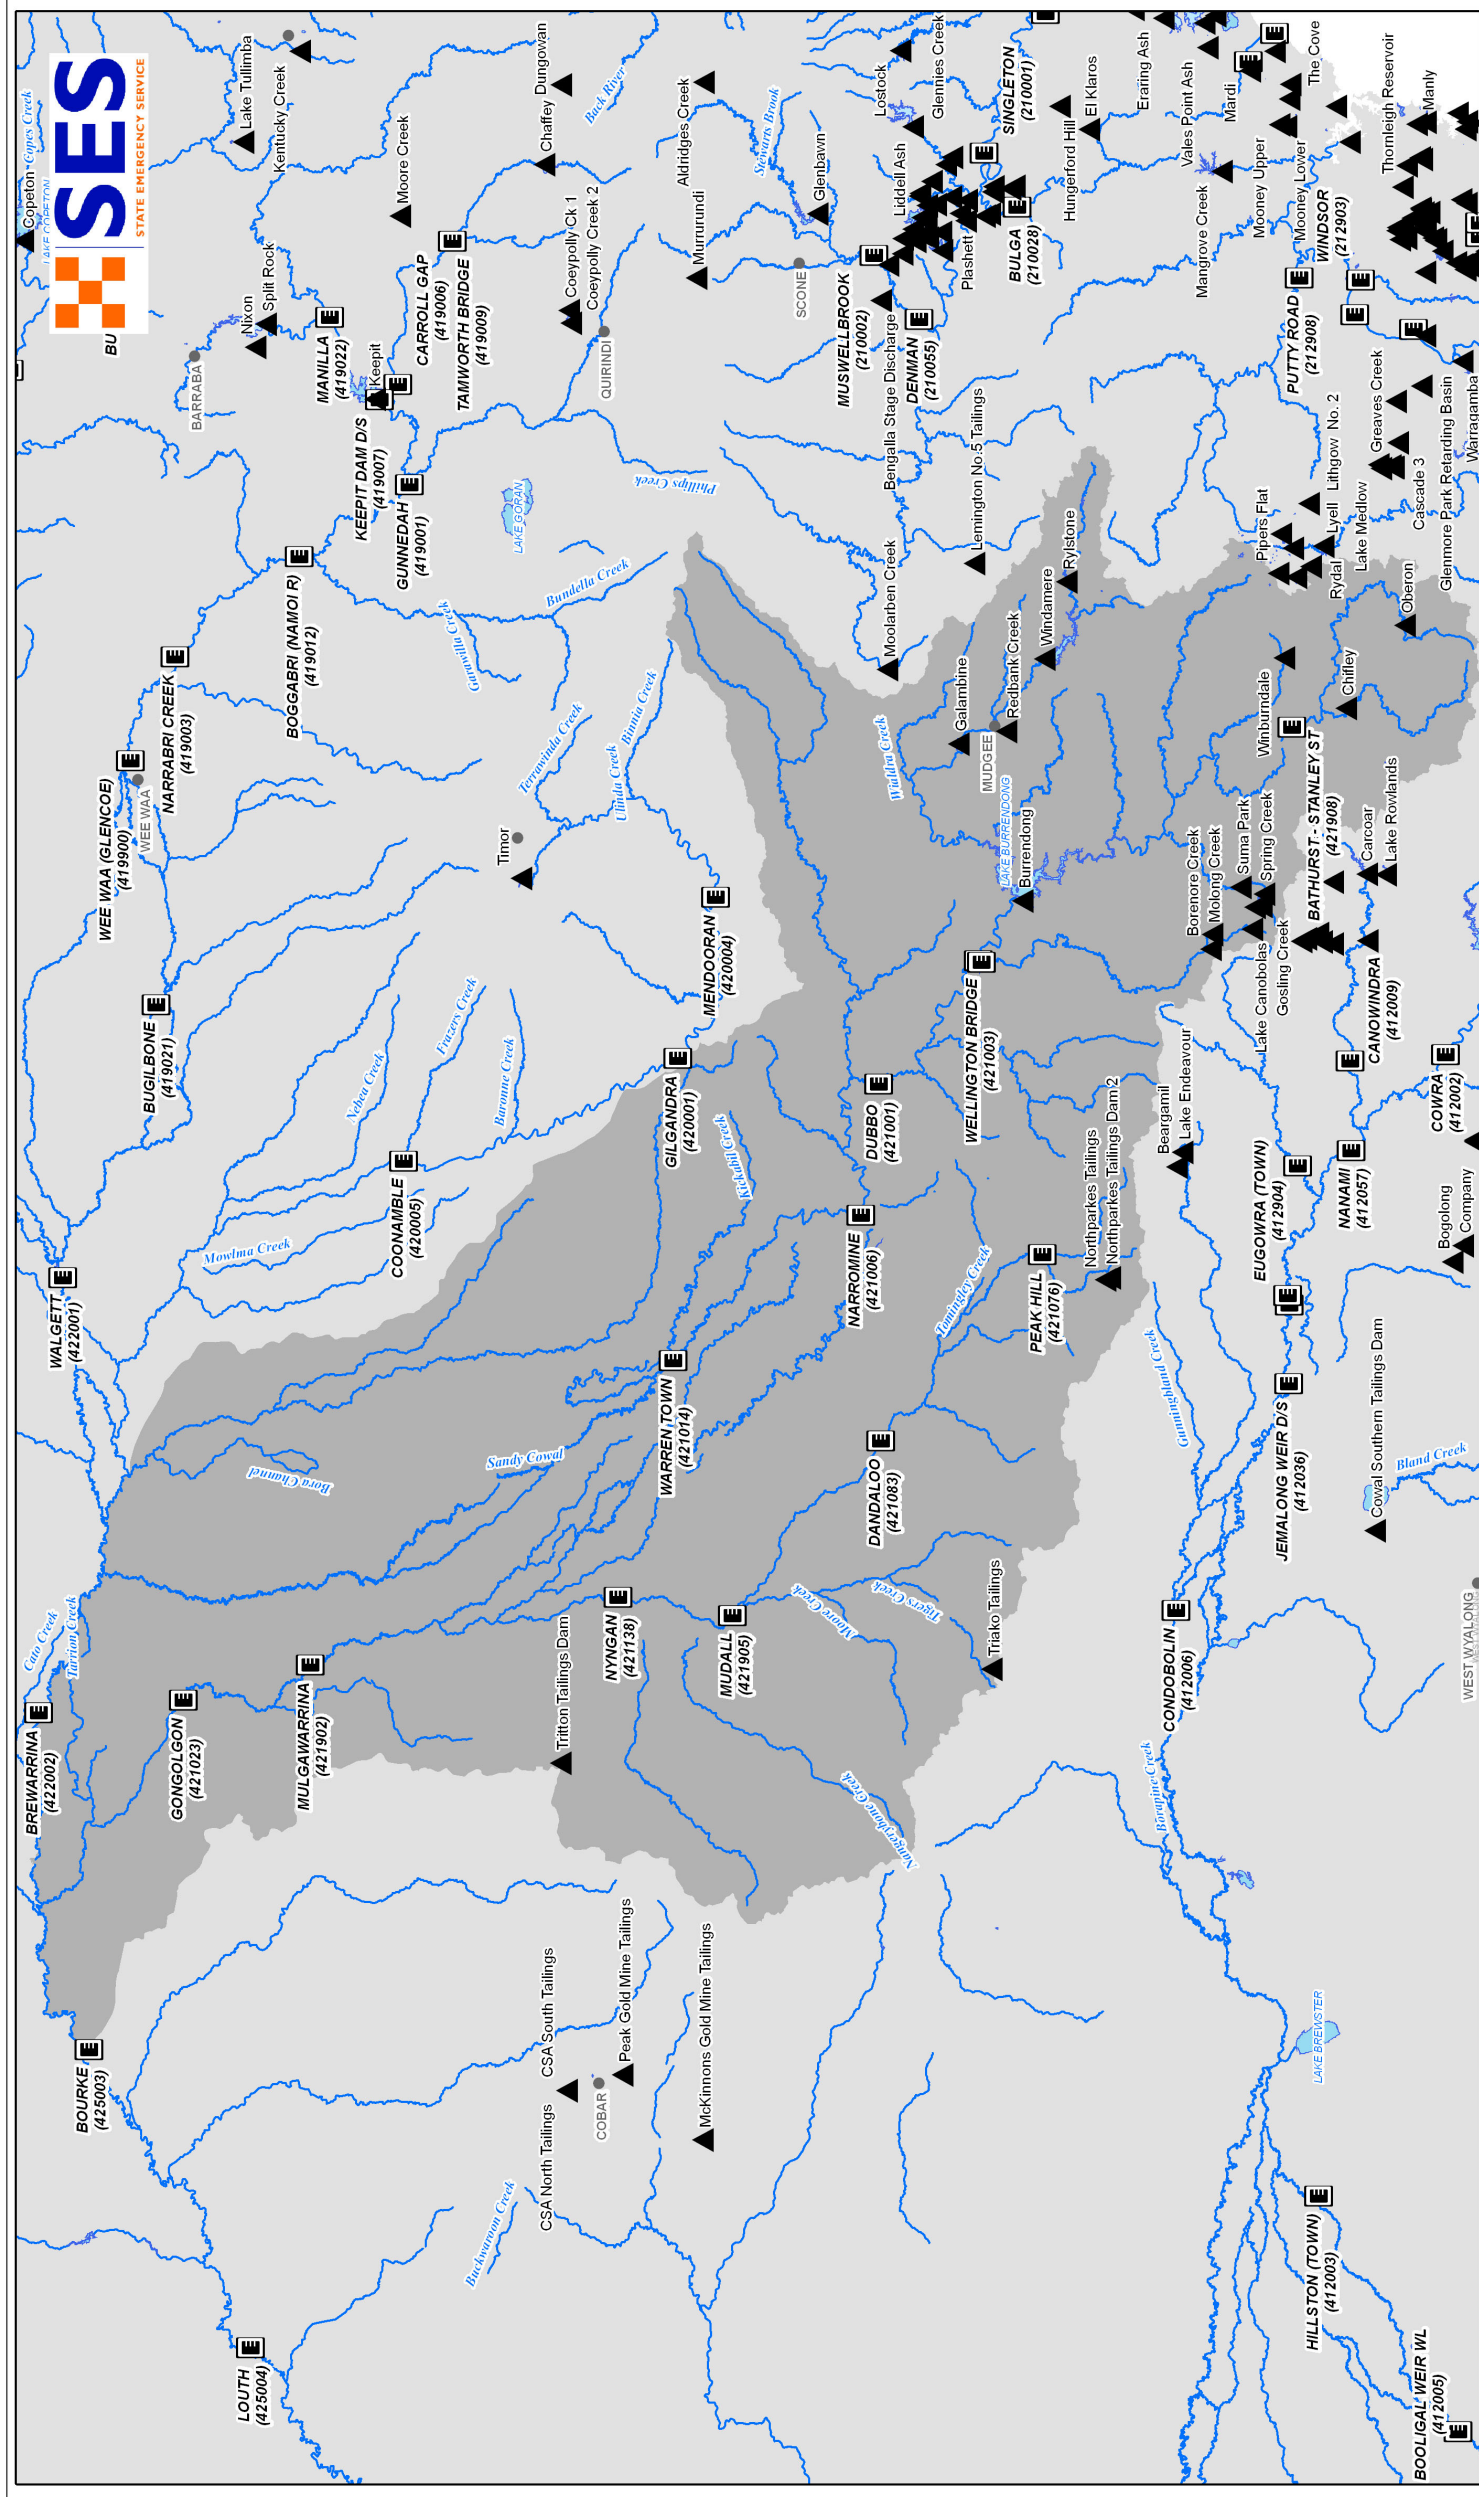 SES
STATE EMERGENCY SERVICE
BOURKE
(425003)
BREWARRINA
(422002)
Cato Creek
Tarrion Creek
WALGETT
(422001)
WEE WAA (GLENCOE)
(419900)
WEE WAA
BU
Copeton
Copes Creek
LAKE COPETON
GONGOLGON
(421023)
BUGILBONE
(419021)
NARRABRI CREEK
(419003)
BARRABA
Nixon
Split Rock
Lake Tullimba
Kentucky Creek
LOUTH
(425004)
MULGAWARRINA
(421902)
Bora Channel
Mowlma Creek
Nebea Creek
BOGGABRI (NAMOI R)
(419012)
MANILLA
(419022)
KEEPIT DAM D/S
(419007)
Keepit
Moore Creek
COONAMBLE
(420005)
Frazers Creek
Baronne Creek
GUNNEDAH
(419001)
CARROLL GAP
(419006)
TAMWORTH BRIDGE
(419009)
Garawilla Creek
Buckwaroon Creek
CSA North Tailings
CSA South Tailings
Tritton Tailings Dam
Sandy Cowal
Timor
Terrawinda Creek
LAKE GORAN
Bundella Creek
Chaffey
Dungowan
Coeypolly Ck 1
Coeypolly Creek 2
QUIRINDI
Back River
COBAR
Peak Gold Mine Tailings
NYNGAN
(421138)
Ulinda Creek
Binnia Creek
Phillips Creek
McKinnons Gold Mine Tailings
WARREN TOWN
(421014)
GILGANDRA
(420001)
MENDOORAN
(420004)
Murrurundi
Aldridges Creek
MUDALL
(421905)
Kickabil Creek
Stewarts Brook
SCONE
Glenbawn
Moore Creek
Nangerybone Creek
Tigers Creek
DANDALOO
(421083)
NARROMINE
(421006)
DUBBO
(421001)
MUSWELLBROOK
(210002)
Bengalla Stage Discharge
DENMAN
(210055)
Lostock
Liddell Ash
Glennies Creek
Wialdra Creek
Moolarben Creek
Triako Tailings
Tomingley Creek
WELLINGTON BRIDGE
(421003)
Galambine
MUDGEE
Redbank Creek
Lemington No.5 Tailings
Plashett
SINGLETON
(210001)
BULGA
(210028)
LAKE BURRENDONG
Burrendong
Windamere
Rylstone
PEAK HILL
(421076)
Northparkes Tailings
Northparkes Tailings Dam 2
Hungerford Hill
El Klaros
Eraring Ash
Borapine Creek
CONDOBOLIN
(412006)
Gunningbland Creek
Beargamil
Lake Endeavour
Borenore Creek
Molong Creek
Mangrove Creek
Vales Point Ash
Mardi
Suma Park
Spring Creek
Lake Canobolas
Gosling Creek
Winburndale
Pipers Flat
Mooney Upper
Mooney Lower
The Cove
JEMALONG WEIR D/S
(412036)
EUGOWRA (TOWN)
(412904)
BATHURST - STANLEY ST
(421908)
PUTTY ROAD
(212908)
WINDSOR
(212903)
LAKE BREWSTER
HILLSTON (TOWN)
(412003)
NANAMI
(412057)
CANOWINDRA
(412009)
Chifley
Rydal
Lyell
Lithgow No. 2
Lake Medlow
Carcoar
Lake Rowlands
Cowal Southern Tailings Dam
Greaves Creek
Thornleigh Reservoir
Oberon
Cascade 3
Manly
BOOLIGAL WEIR WL
(412005)
Bland Creek
COWRA
(412002)
Bogolong
Company
Glenmore Park Retarding Basin
Warragamba
WEST WYALONG
E